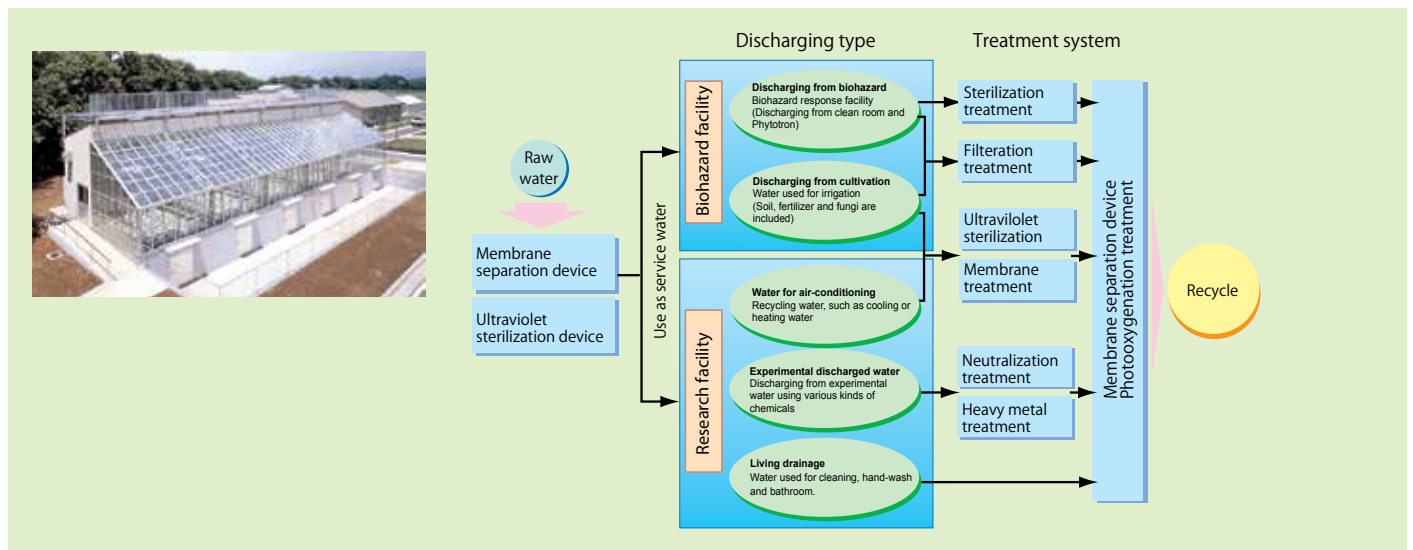 Discharging type
Treatment system
Raw
water
Membrane
separation device
Ultraviolet
sterilization device
Use as service water
Biohazard facility
Discharging from biohazard
Biohazard response facility
(Discharging from clean room and
Phytotron)
Discharging from cultivation
Water used for irrigation
(Soil, fertilizer and fungi are
included)
Research facility
Water for air-conditioning
Recycling water, such as cooling or
heating water
Experimental discharged water
Discharging from experimental
water using various kinds of
chemicals
Living drainage
Water used for cleaning, hand-wash
and bathroom.
Sterilization
treatment
Filteration
treatment
Ultravilolet
sterilization
Membrane
treatment
Neutralization
treatment
Heavy metal
treatment
Membrane separation device
Photooxygenation treatment
Recycle